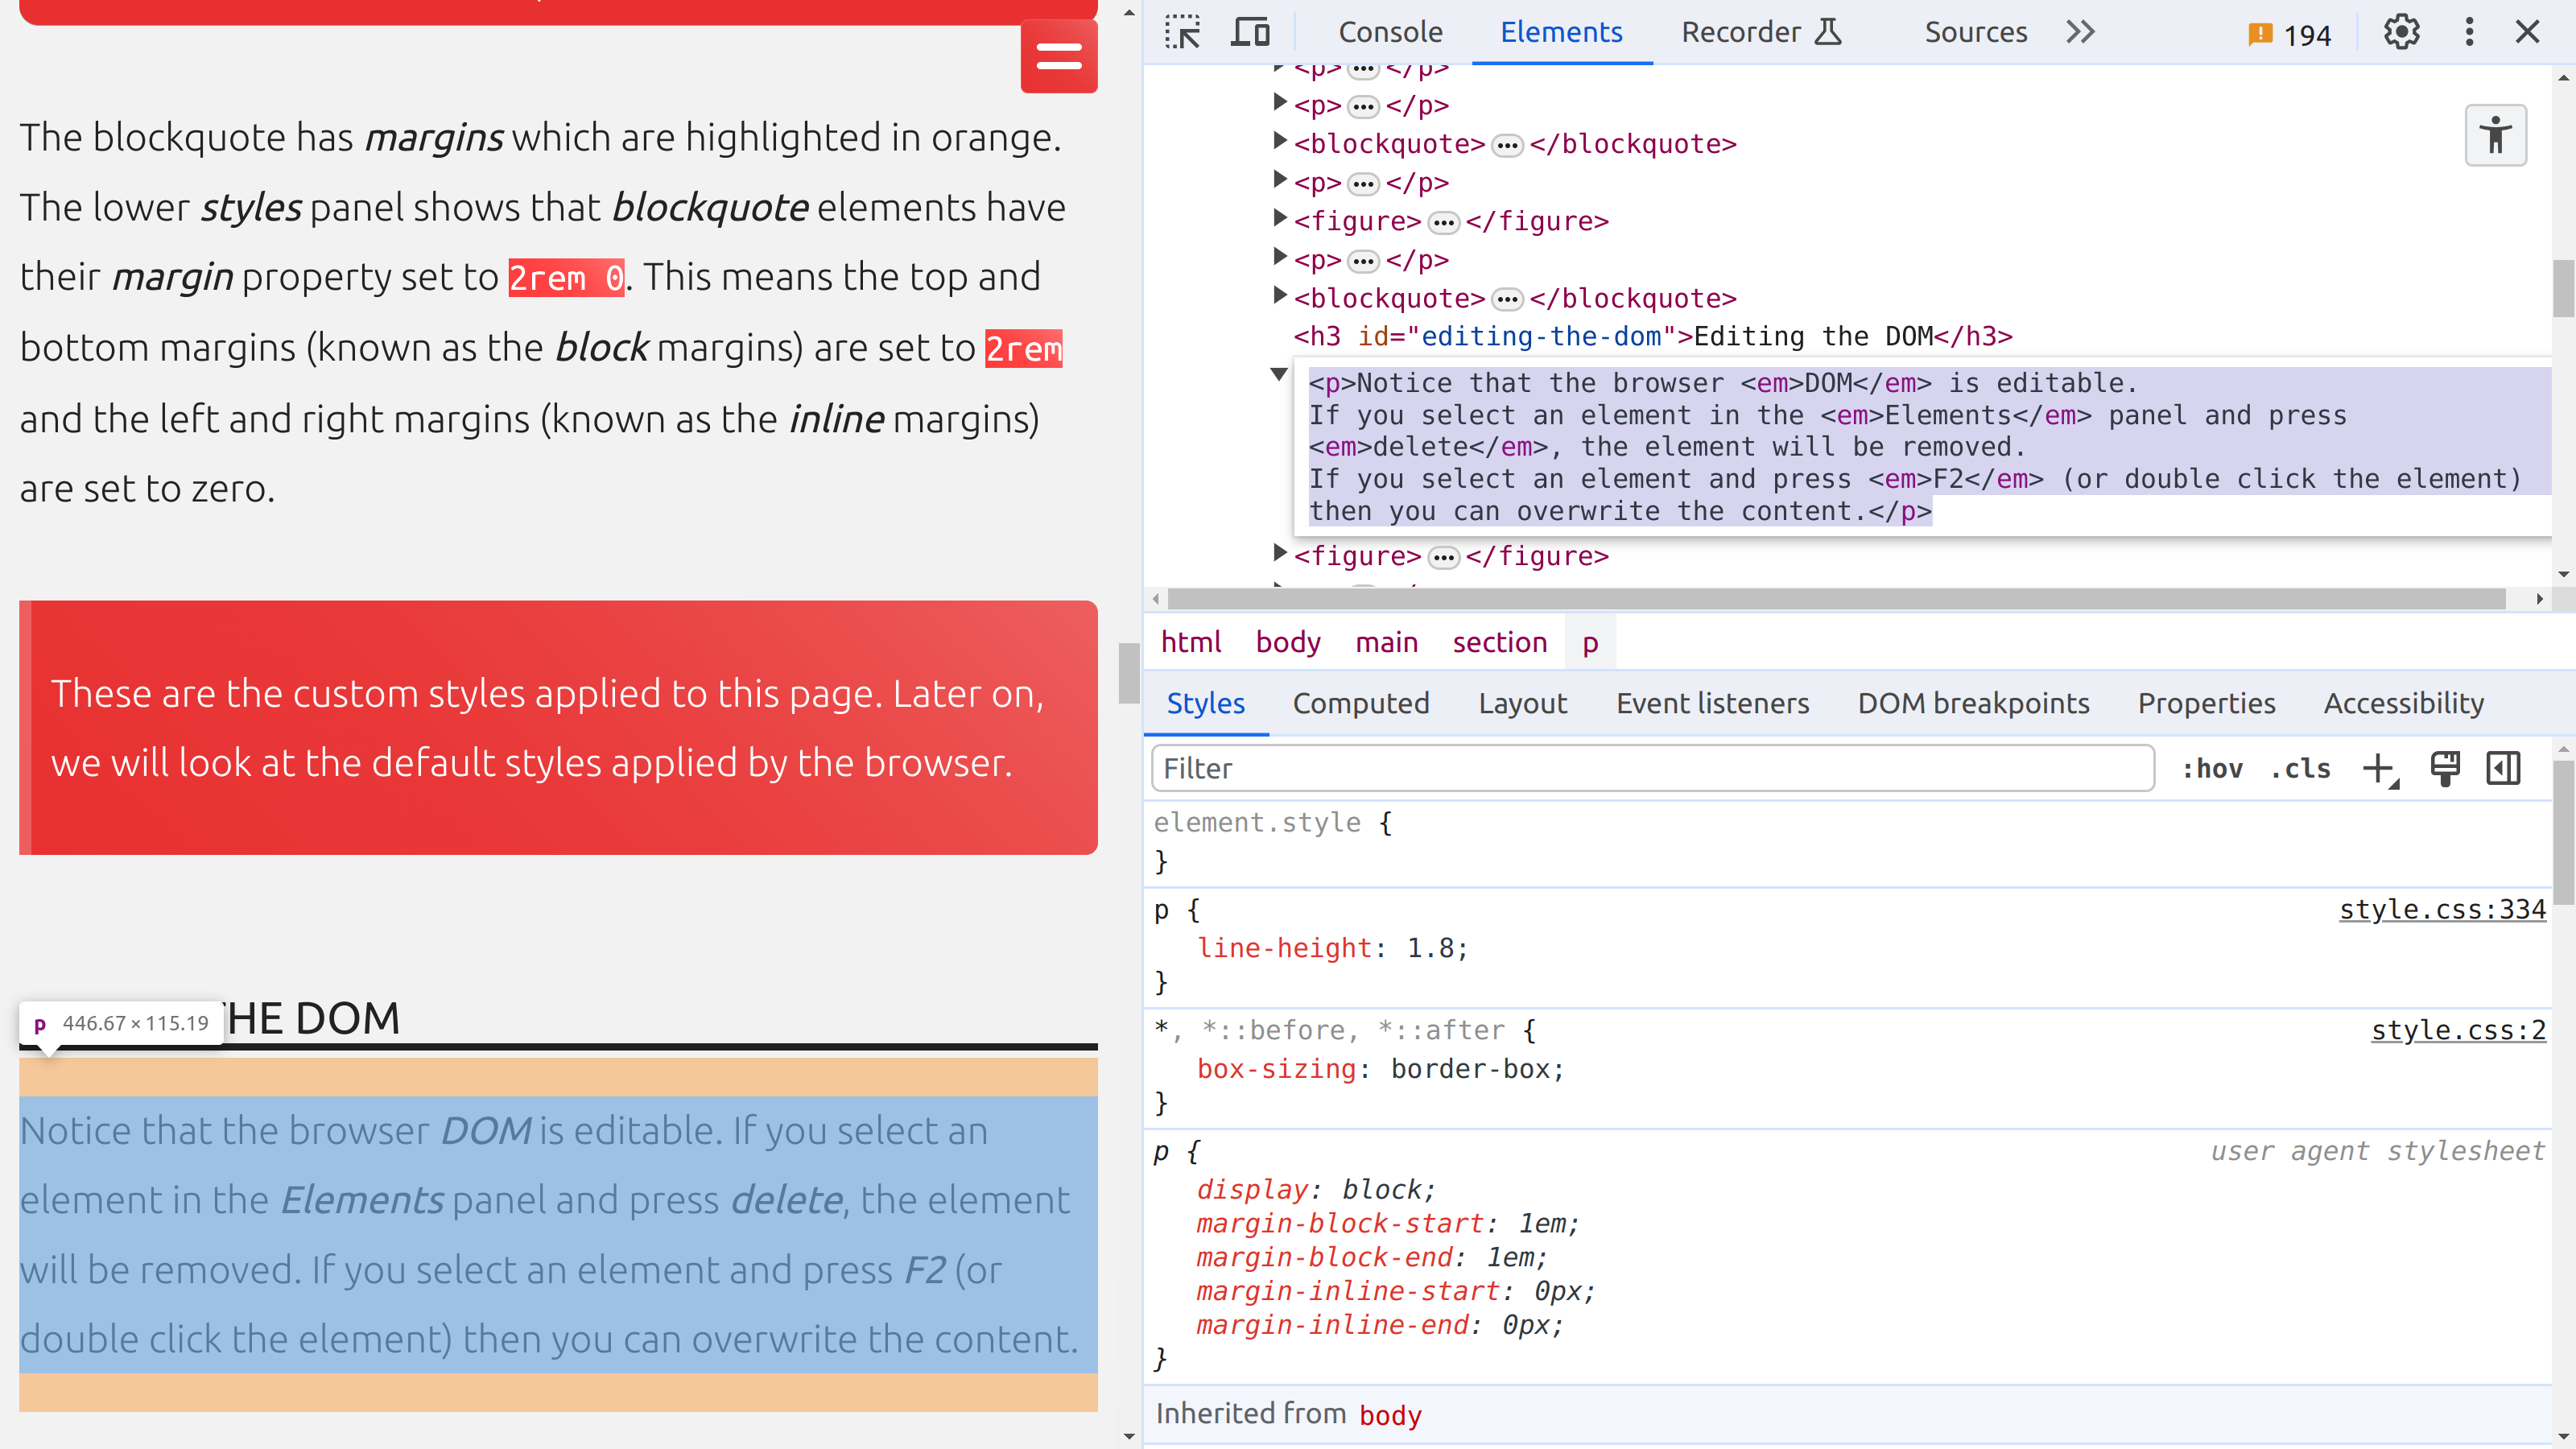 The blockquote has margins which are highlighted in orange.
The lower styles panel shows that blockquote elements have
their margin property set to 2rem 0. This means the top and
bottom margins (known as the block margins) are set to 2rem
and the left and right margins (known as the inline margins)
are set to zero.
These are the custom styles applied to this page. Later on,
we will look at the default styles applied by the browser.
p 446.67 × 115.19
HE DOM
Notice that the browser DOM is editable. If you select an
element in the Elements panel and press delete, the element
will be removed. If you select an element and press F2 (or
double click the element) then you can overwrite the content.
Console Elements Recorder Sources 194
<p> ••• </p>
<p> ••• </p>
<blockquote> ••• </blockquote>
<p> ••• </p>
<figure> ••• </figure>
<p> ••• </p>
<blockquote> ••• </blockquote>
<h3 id="editing-the-dom">Editing the DOM</h3>
<p>Notice that the browser <em>DOM</em> is editable.
If you select an element in the <em>Elements</em> panel and press
<em>delete</em>, the element will be removed.
If you select an element and press <em>F2</em> (or double click the element)
then you can overwrite the content.</p>
<figure> ••• </figure>
html body main section p
Styles Computed Layout Event listeners DOM breakpoints Properties Accessibility
Filter :hov .cls
element.style {
}
p { style.css:334
line-height: 1.8;
}
*, *::before, *::after { style.css:2
box-sizing: border-box;
}
p { user agent stylesheet
display: block;
margin-block-start: 1em;
margin-block-end: 1em;
margin-inline-start: 0px;
margin-inline-end: 0px;
}
Inherited from body